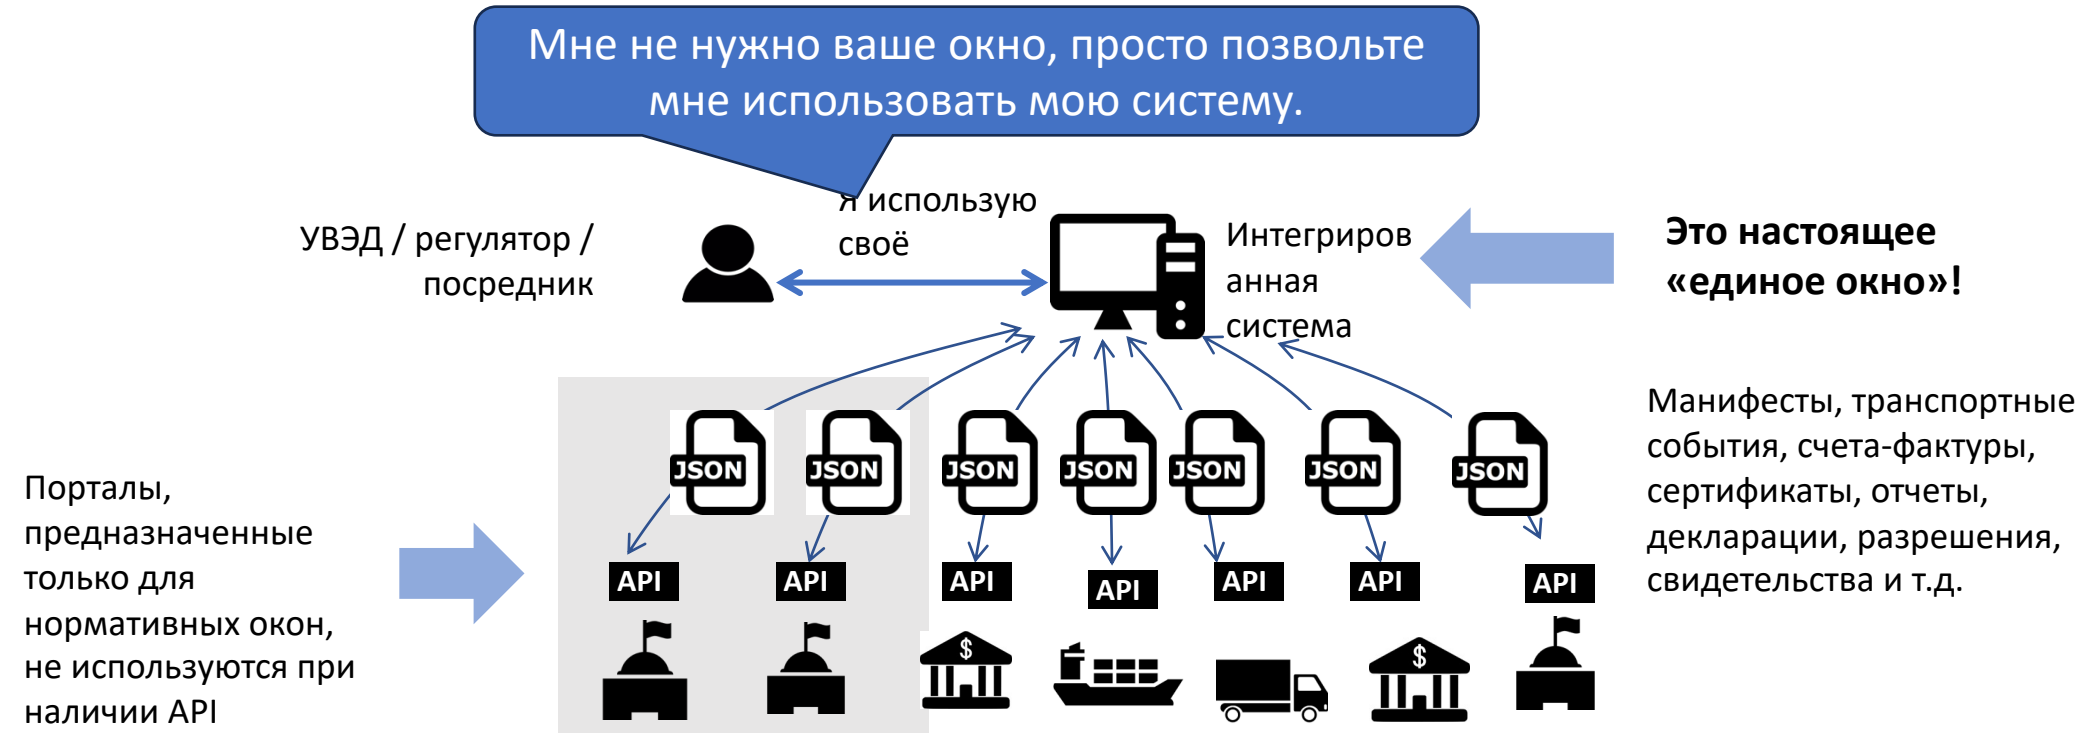 Мне не нужно ваше окно, просто позвольте
мне использовать мою систему.
УВЭД / регулятор /
посредник
Я использую
своё
Интегриров
анная
система
Это настоящее
«единое окно»!
Порталы,
предназначенные
только для
нормативных окон,
не используются при
наличии API
JSON
JSON
JSON
JSON
JSON
JSON
JSON
API
API
API
API
API
API
API
$
$
Манифесты, транспортные
события, счета-фактуры,
сертификаты, отчеты,
декларации, разрешения,
свидетельства и т.д.